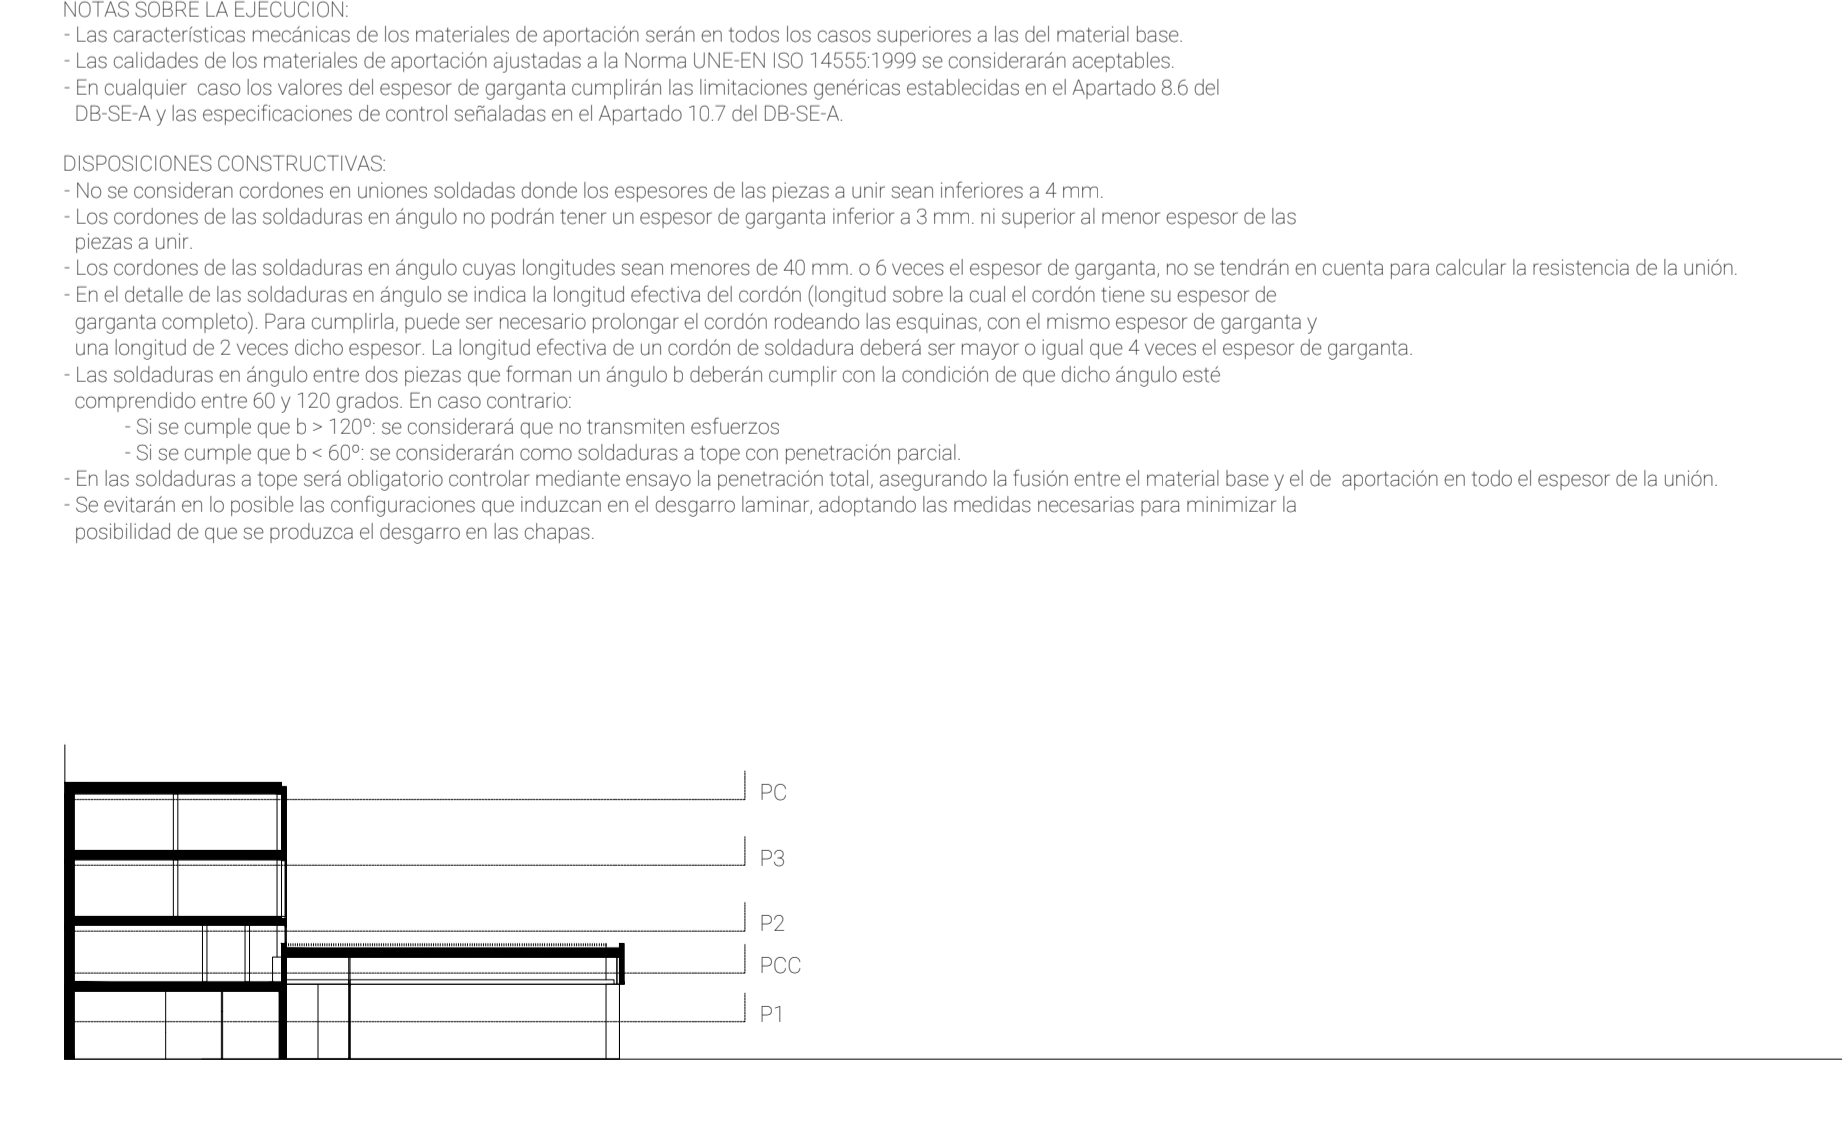 NOTAS SOBRE LA EJECUCIÓN:
- Las características mecánicas de los materiales de aportación serán en todos los casos superiores a las del material base.
- Las calidades de los materiales de aportación ajustadas a la Norma UNE-EN ISO 14555:1999 se considerarán aceptables.
- En cualquier  caso los valores del espesor de garganta cumplirán las limitaciones genéricas establecidas en el Apartado 8.6 del
DB-SE-A y las especificaciones de control señaladas en el Apartado 10.7 del DB-SE-A.
DISPOSICIONES CONSTRUCTIVAS:
- No se consideran cordones en uniones soldadas donde los espesores de las piezas a unir sean inferiores a 4 mm.
- Los cordones de las soldaduras en ángulo no podrán tener un espesor de garganta inferior a 3 mm. ni superior al menor espesor de las
piezas a unir.
- Los cordones de las soldaduras en ángulo cuyas longitudes sean menores de 40 mm. o 6 veces el espesor de garganta, no se tendrán en cuenta para calcular la resistencia de la unión.
- En el detalle de las soldaduras en ángulo se indica la longitud efectiva del cordón (longitud sobre la cual el cordón tiene su espesor de
garganta completo). Para cumplirla, puede ser necesario prolongar el cordón rodeando las esquinas, con el mismo espesor de garganta y
una longitud de 2 veces dicho espesor. La longitud efectiva de un cordón de soldadura deberá ser mayor o igual que 4 veces el espesor de garganta.
- Las soldaduras en ángulo entre dos piezas que forman un ángulo b deberán cumplir con la condición de que dicho ángulo esté
comprendido entre 60 y 120 grados. En caso contrario:
- Si se cumple que b > 120º: se considerará que no transmiten esfuerzos
- Si se cumple que b < 60º: se considerarán como soldaduras a tope con penetración parcial.
- En las soldaduras a tope será obligatorio controlar mediante ensayo la penetración total, asegurando la fusión entre el material base y el de  aportación en todo el espesor de la unión.
- Se evitarán en lo posible las configuraciones que induzcan en el desgarro laminar, adoptando las medidas necesarias para minimizar la
posibilidad de que se produzca el desgarro en las chapas.
PC
P3
P2
PCC
P1